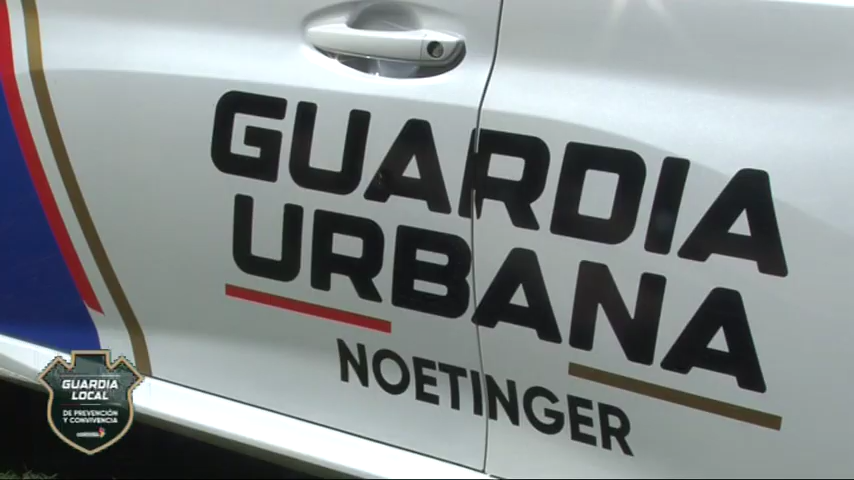 GUARDIA
URBANA
NOETINGER
GUARDIA
LOCAL
DE PREVENCIÓN
Y CONVIVENCIA